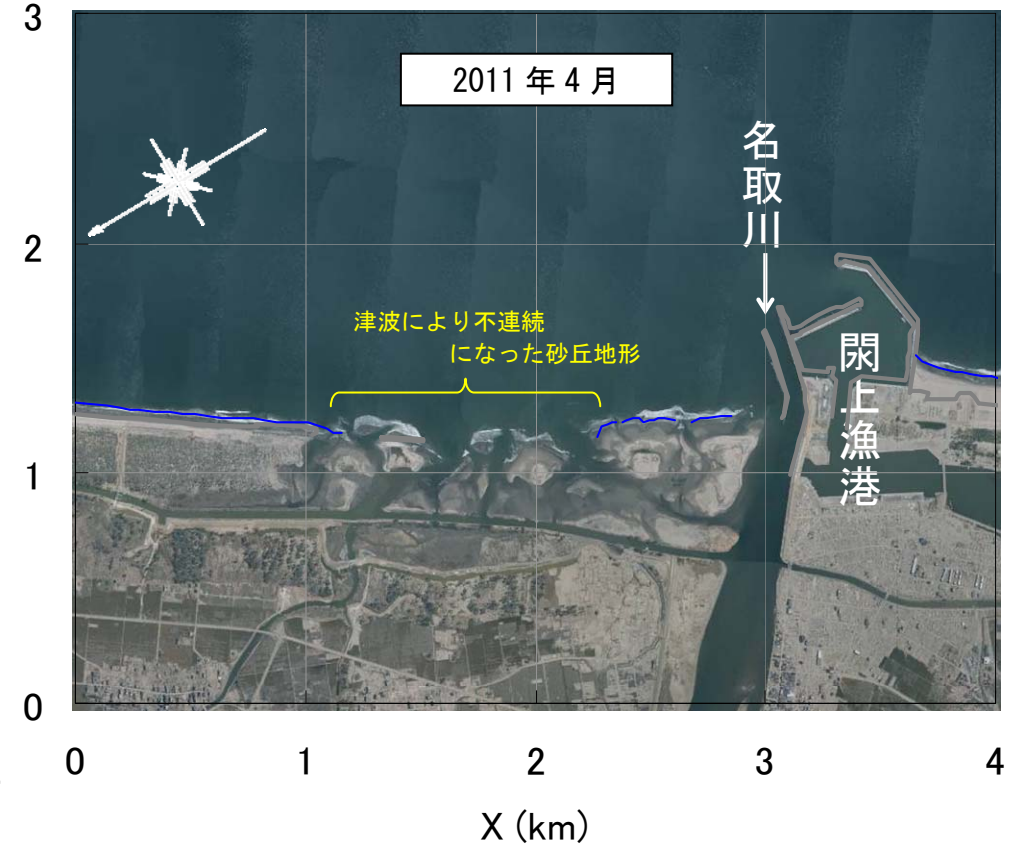 3
2011 年 4 月
名取川
2
津波により不連続
になった砂丘地形
閖上漁港
1
0
0 1 2 3 4
X (km)